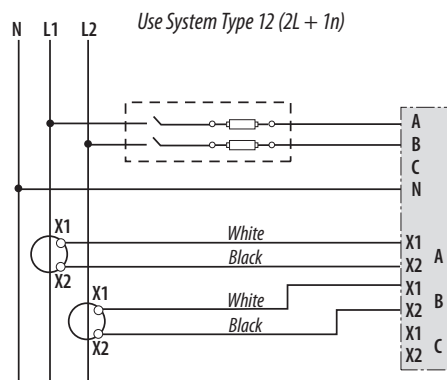 Use System Type 12 (2L + 1n)
N L1 L2
A
B
C
N
X1 White X1
Black X2 A
X2
X1 White X1
Black X2 B
X2
X1
X2 C